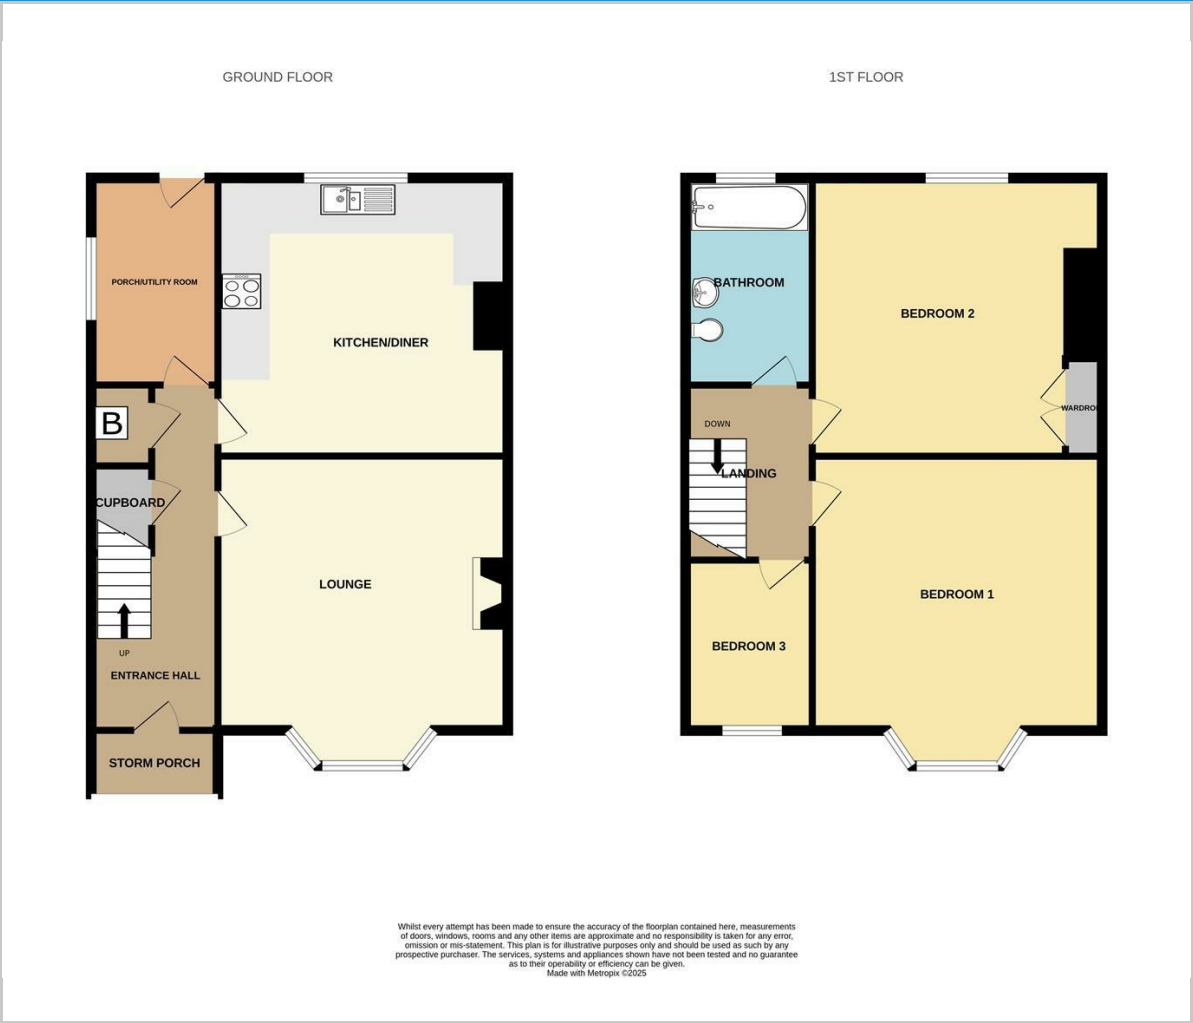 GROUND FLOOR
1ST FLOOR
PORCH/UTILITY ROOM
KITCHEN/DINER
B
CUPBOARD
LOUNGE
UP
ENTRANCE HALL
STORM PORCH
BATHROOM
BEDROOM 2
WARDRO
DOWN
LANDING
BEDROOM 1
BEDROOM 3
Whilst every attempt has been made to ensure the accuracy of the floorplan contained here, measurements
of doors, windows, rooms and any other items are approximate and no responsibility is taken for any error,
omission or mis-statement. This plan is for illustrative purposes only and should be used as such by any
prospective purchaser. The services, systems and appliances shown have not been tested and no guarantee
as to their operability or efficiency can be given.
Made with Metropix ©2025